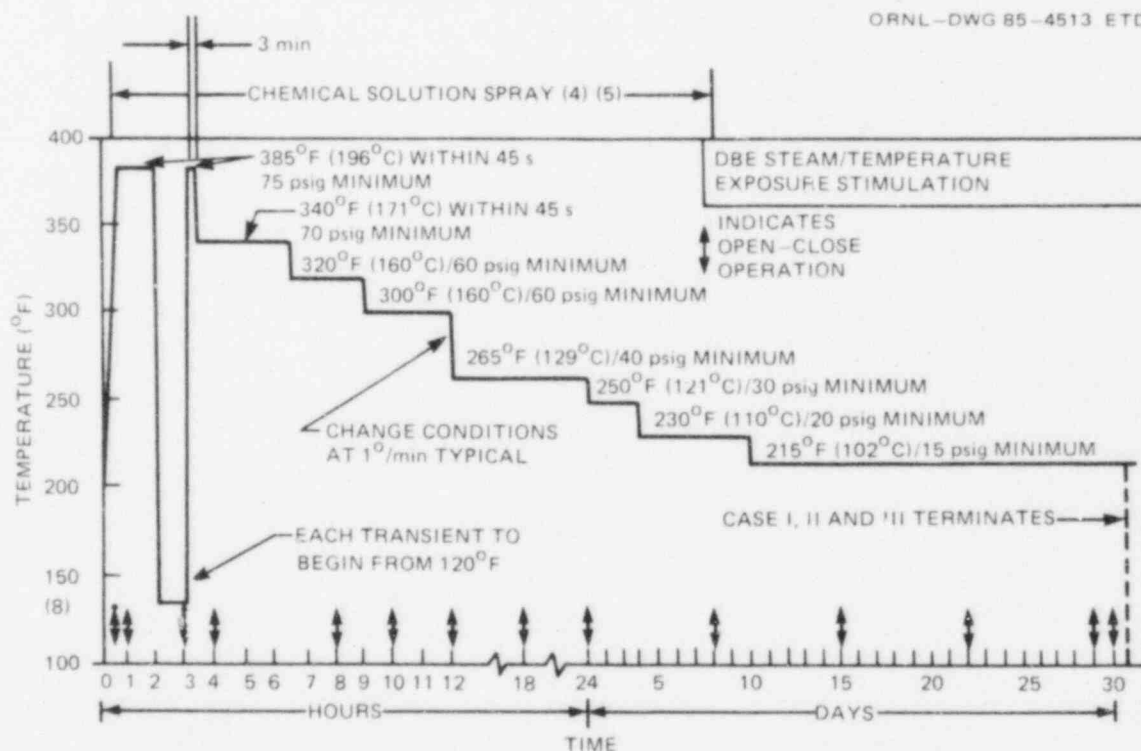 ORNL-DWG 85-4513 ETD
3 min
CHEMICAL SOLUTION SPRAY (4) (5)
400
385°F (196°C) WITHIN 45 s
75 psig MINIMUM
DBE STEAM/TEMPERATURE
EXPOSURE STIMULATION
350
340°F (171°C) WITHIN 45 s
70 psig MINIMUM
INDICATES
OPEN-CLOSE
OPERATION
320°F (160°C)/60 psig MINIMUM
300
300°F (160°C)/60 psig MINIMUM
TEMPERATURE (°F)
265°F (129°C)/40 psig MINIMUM
250
250°F (121°C)/30 psig MINIMUM
230°F (110°C)/20 psig MINIMUM
CHANGE CONDITIONS
AT 1°/min TYPICAL
215°F (102°C)/15 psig MINIMUM
200
CASE I, II AND III TERMINATES
EACH TRANSIENT TO
BEGIN FROM 120°F
150
(8)
100
0 1 2 3 4 5 6 7 8 9 10 11 12 18 24 5 10 15 20 25 30
HOURS DAYS
TIME